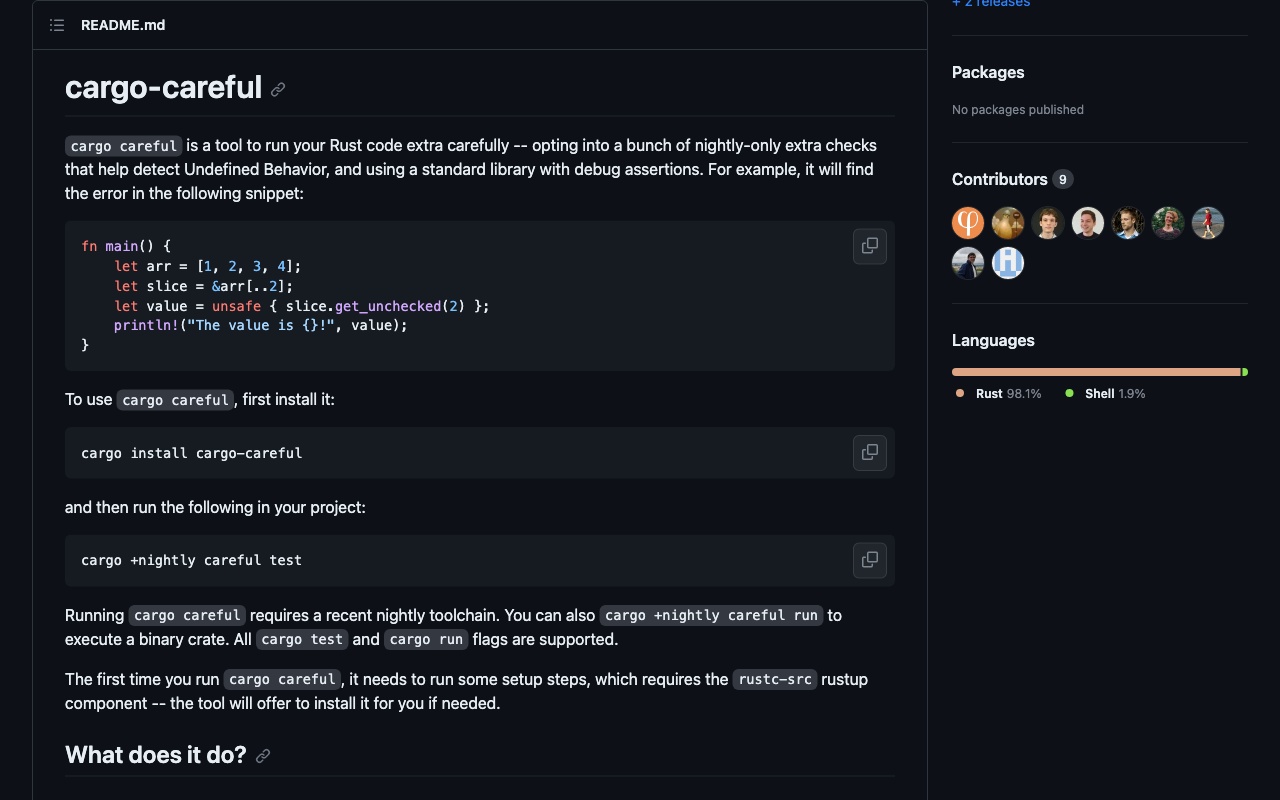 README.md
cargo-careful
cargo careful is a tool to run your Rust code extra carefully -- opting into a bunch of nightly-only extra checks
that help detect Undefined Behavior, and using a standard library with debug assertions. For example, it will find
the error in the following snippet:
fn main() {
    let arr = [1, 2, 3, 4];
    let slice = &arr[..2];
    let value = unsafe { slice.get_unchecked(2) };
    println!("The value is {}!", value);
}
To use cargo careful, first install it:
cargo install cargo-careful
and then run the following in your project:
cargo +nightly careful test
Running cargo careful requires a recent nightly toolchain. You can also cargo +nightly careful run to
execute a binary crate. All cargo test and cargo run flags are supported.
The first time you run cargo careful, it needs to run some setup steps, which requires the rustc-src rustup
component -- the tool will offer to install it for you if needed.
What does it do?
+ 2 releases
Packages
No packages published
Contributors 9
Languages
Rust 98.1% Shell 1.9%